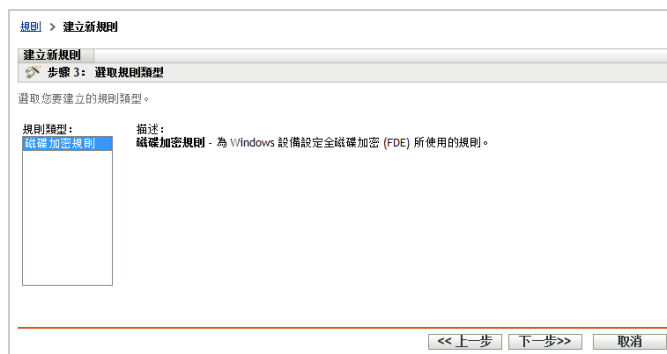 規則 > 建立新規則
建立新規則
步驟 3： 選取規則類型
選取您要建立的規則類型。
規則類型：
磁碟加密規則
描述：
磁碟加密規則 - 為 Windows 設備設定全磁碟加密 (FDE) 所使用的規則。
<< 上一步
下一步>>
取消